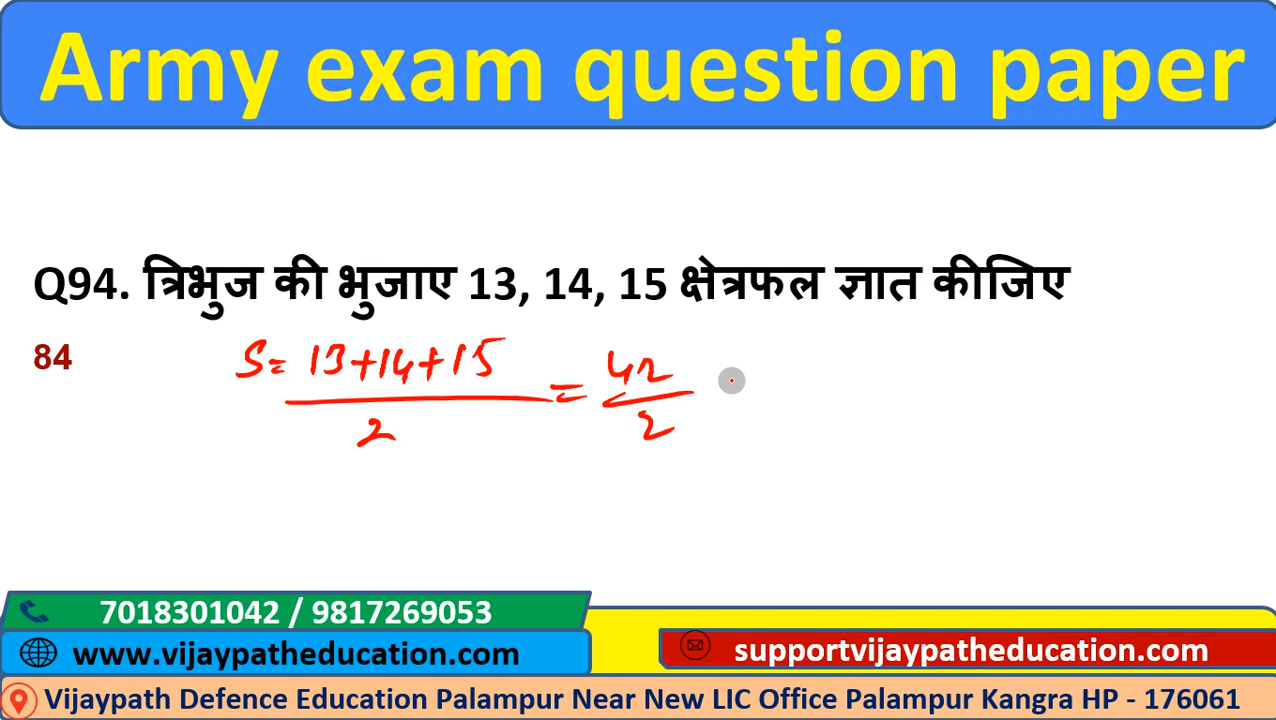 Army exam question paper
Q94. त्रिभुज की भुजाए 13, 14, 15 क्षेत्रफल ज्ञात कीजिए
84
S= 13+14+15 = 42
2 2
7018301042 / 9817269053
www.vijaypatheducation.com
supportvijaypatheducation.com
Vijaypath Defence Education Palampur Near New LIC Office Palampur Kangra HP - 176061